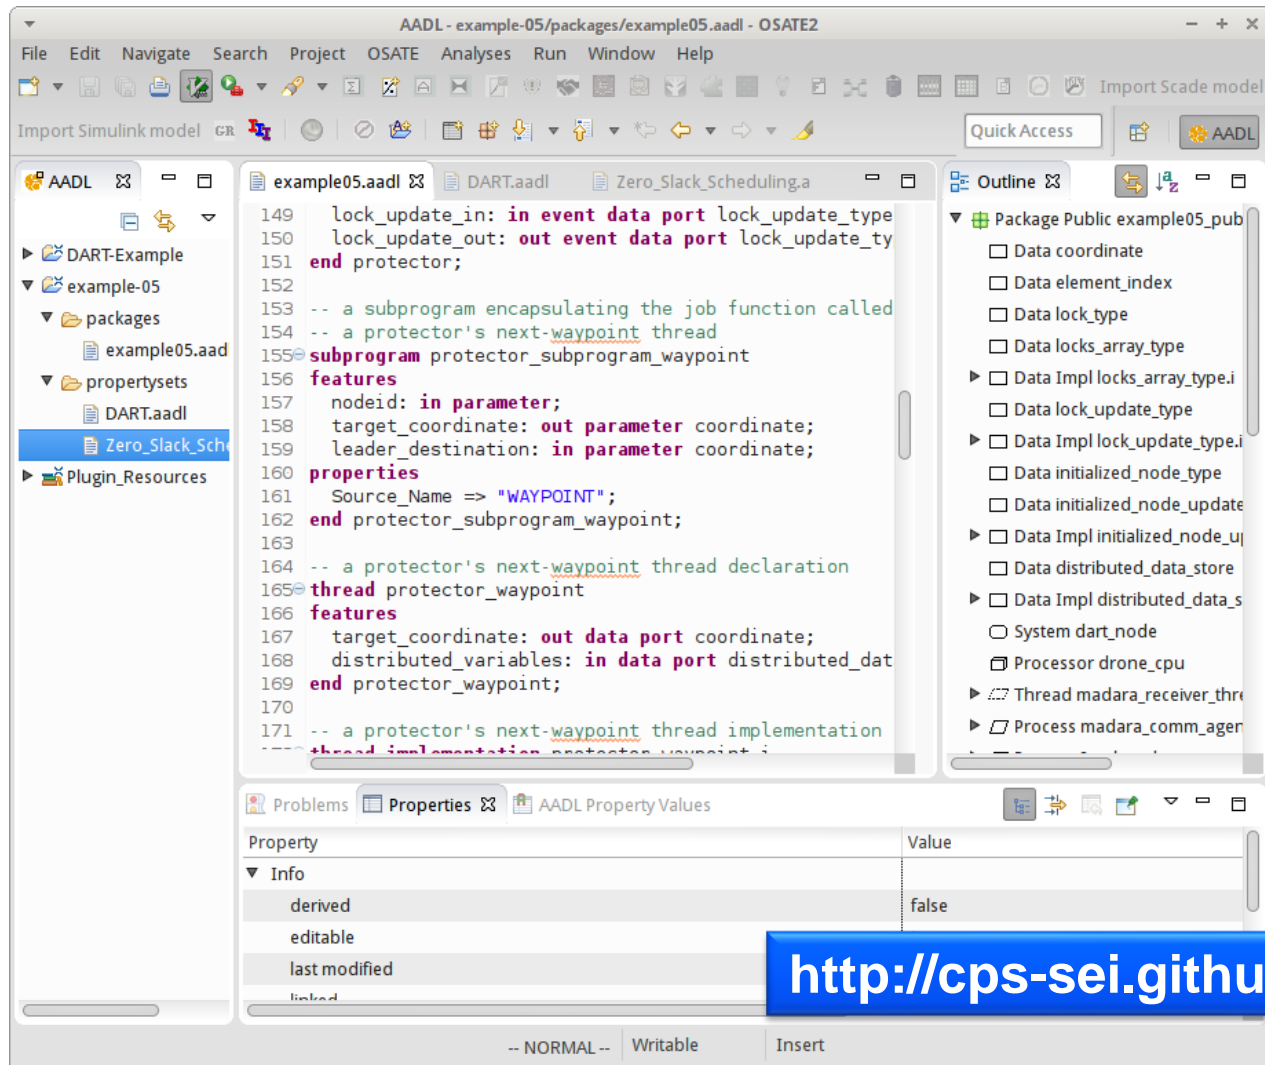 AADL - example-05/packages/example05.aadl - OSATE2
File Edit Navigate Search Project OSATE Analyses Run Window Help
Import Scade model
Import Simulink model GR
Quick Access
AADL
AADL
example05.aadl
DART.aadl
Zero_Slack_Scheduling.a
Outline
DART-Example
example-05
packages
example05.aad
propertysets
DART.aadl
Zero_Slack_Sche
Plugin_Resources
149 lock_update_in: in event data port lock_update_type
150 lock_update_out: out event data port lock_update_ty
151 end protector;
152
153 -- a subprogram encapsulating the job function called
154 -- a protector's next-waypoint thread
155 subprogram protector_subprogram_waypoint
156 features
157 nodeid: in parameter;
158 target_coordinate: out parameter coordinate;
159 leader_destination: in parameter coordinate;
160 properties
161 Source_Name => "WAYPOINT";
162 end protector_subprogram_waypoint;
163
164 -- a protector's next-waypoint thread declaration
165 thread protector_waypoint
166 features
167 target_coordinate: out data port coordinate;
168 distributed_variables: in data port distributed_dat
169 end protector_waypoint;
170
171 -- a protector's next-waypoint thread implementation
thread implementation protector_waypoint.i
Package Public example05_pub
Data coordinate
Data element_index
Data lock_type
Data locks_array_type
Data Impl locks_array_type.i
Data lock_update_type
Data Impl lock_update_type.i
Data initialized_node_type
Data initialized_node_update
Data Impl initialized_node_up
Data distributed_data_store
Data Impl distributed_data_s
System dart_node
Processor drone_cpu
Thread madara_receiver_thre
Process madara_comm_agen
Problems
Properties
AADL Property Values
Property Value
Info
derived false
editable
last modified
linked
http://cps-sei.githu
-- NORMAL -- Writable Insert